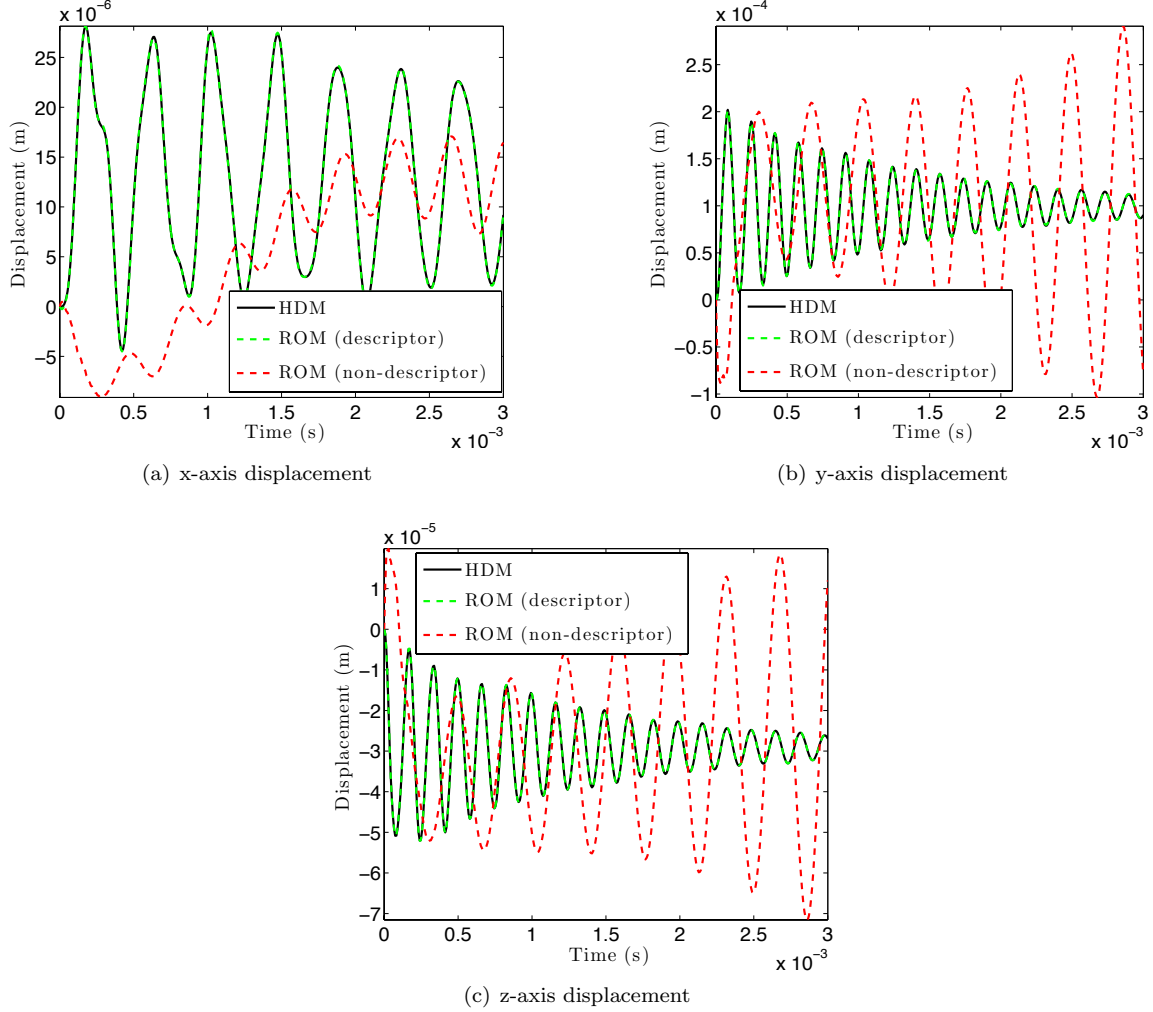 x 10⁻⁶
25
20
15
10
5
0
−5
Displacement (m)
HDM
ROM (descriptor)
ROM (non-descriptor)
0 0.5 1 1.5 2 2.5 3
Time (s)
x 10⁻³
(a) x-axis displacement
x 10⁻⁴
2.5
2
1.5
1
0.5
0
−0.5
−1
Displacement (m)
HDM
ROM (descriptor)
ROM (non-descriptor)
0 0.5 1 1.5 2 2.5 3
Time (s)
x 10⁻³
(b) y-axis displacement
x 10⁻⁵
1
0
−1
−2
−3
−4
−5
−6
−7
Displacement (m)
HDM
ROM (descriptor)
ROM (non-descriptor)
0 0.5 1 1.5 2 2.5 3
Time (s)
x 10⁻³
(c) z-axis displacement